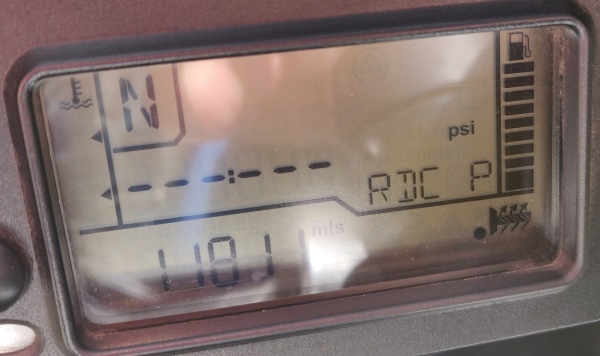 N
psi
-- -- --:-- -- --
RDC P
mls